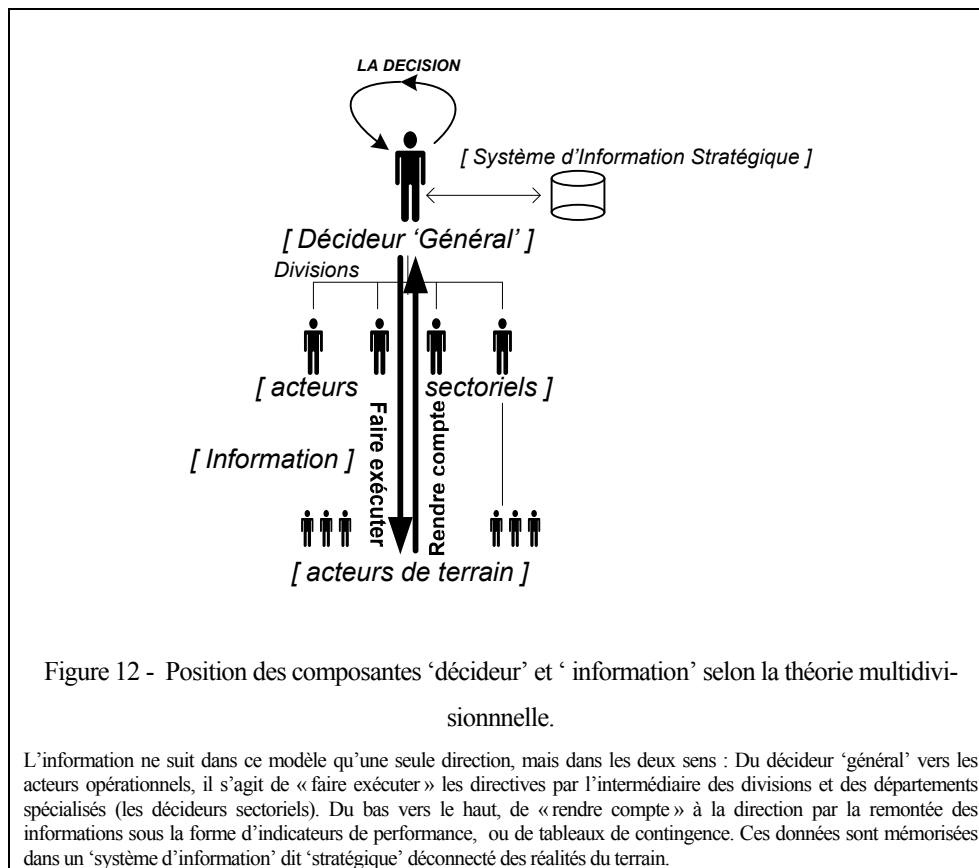 LA DECISION
[ Système d'Information Stratégique ]
[ Décideur 'Général' ]
Divisions
[ acteurs sectoriels ]
Faire exécuter
Rendre compte
[ Information ]
[ acteurs de terrain ]
Figure 12 - Position des composantes 'décideur' et ' information' selon la théorie multidivi-
sionnnelle.
L'information ne suit dans ce modèle qu'une seule direction, mais dans les deux sens : Du décideur 'général' vers les
acteurs opérationnels, il s'agit de « faire exécuter » les directives par l'intermédiaire des divisions et des départements
spécialisés (les décideurs sectoriels). Du bas vers le haut, de « rendre compte » à la direction par la remontée des
informations sous la forme d'indicateurs de performance, ou de tableaux de contingence. Ces données sont mémorisées
dans un 'système d'information' dit 'stratégique' déconnecté des réalités du terrain.